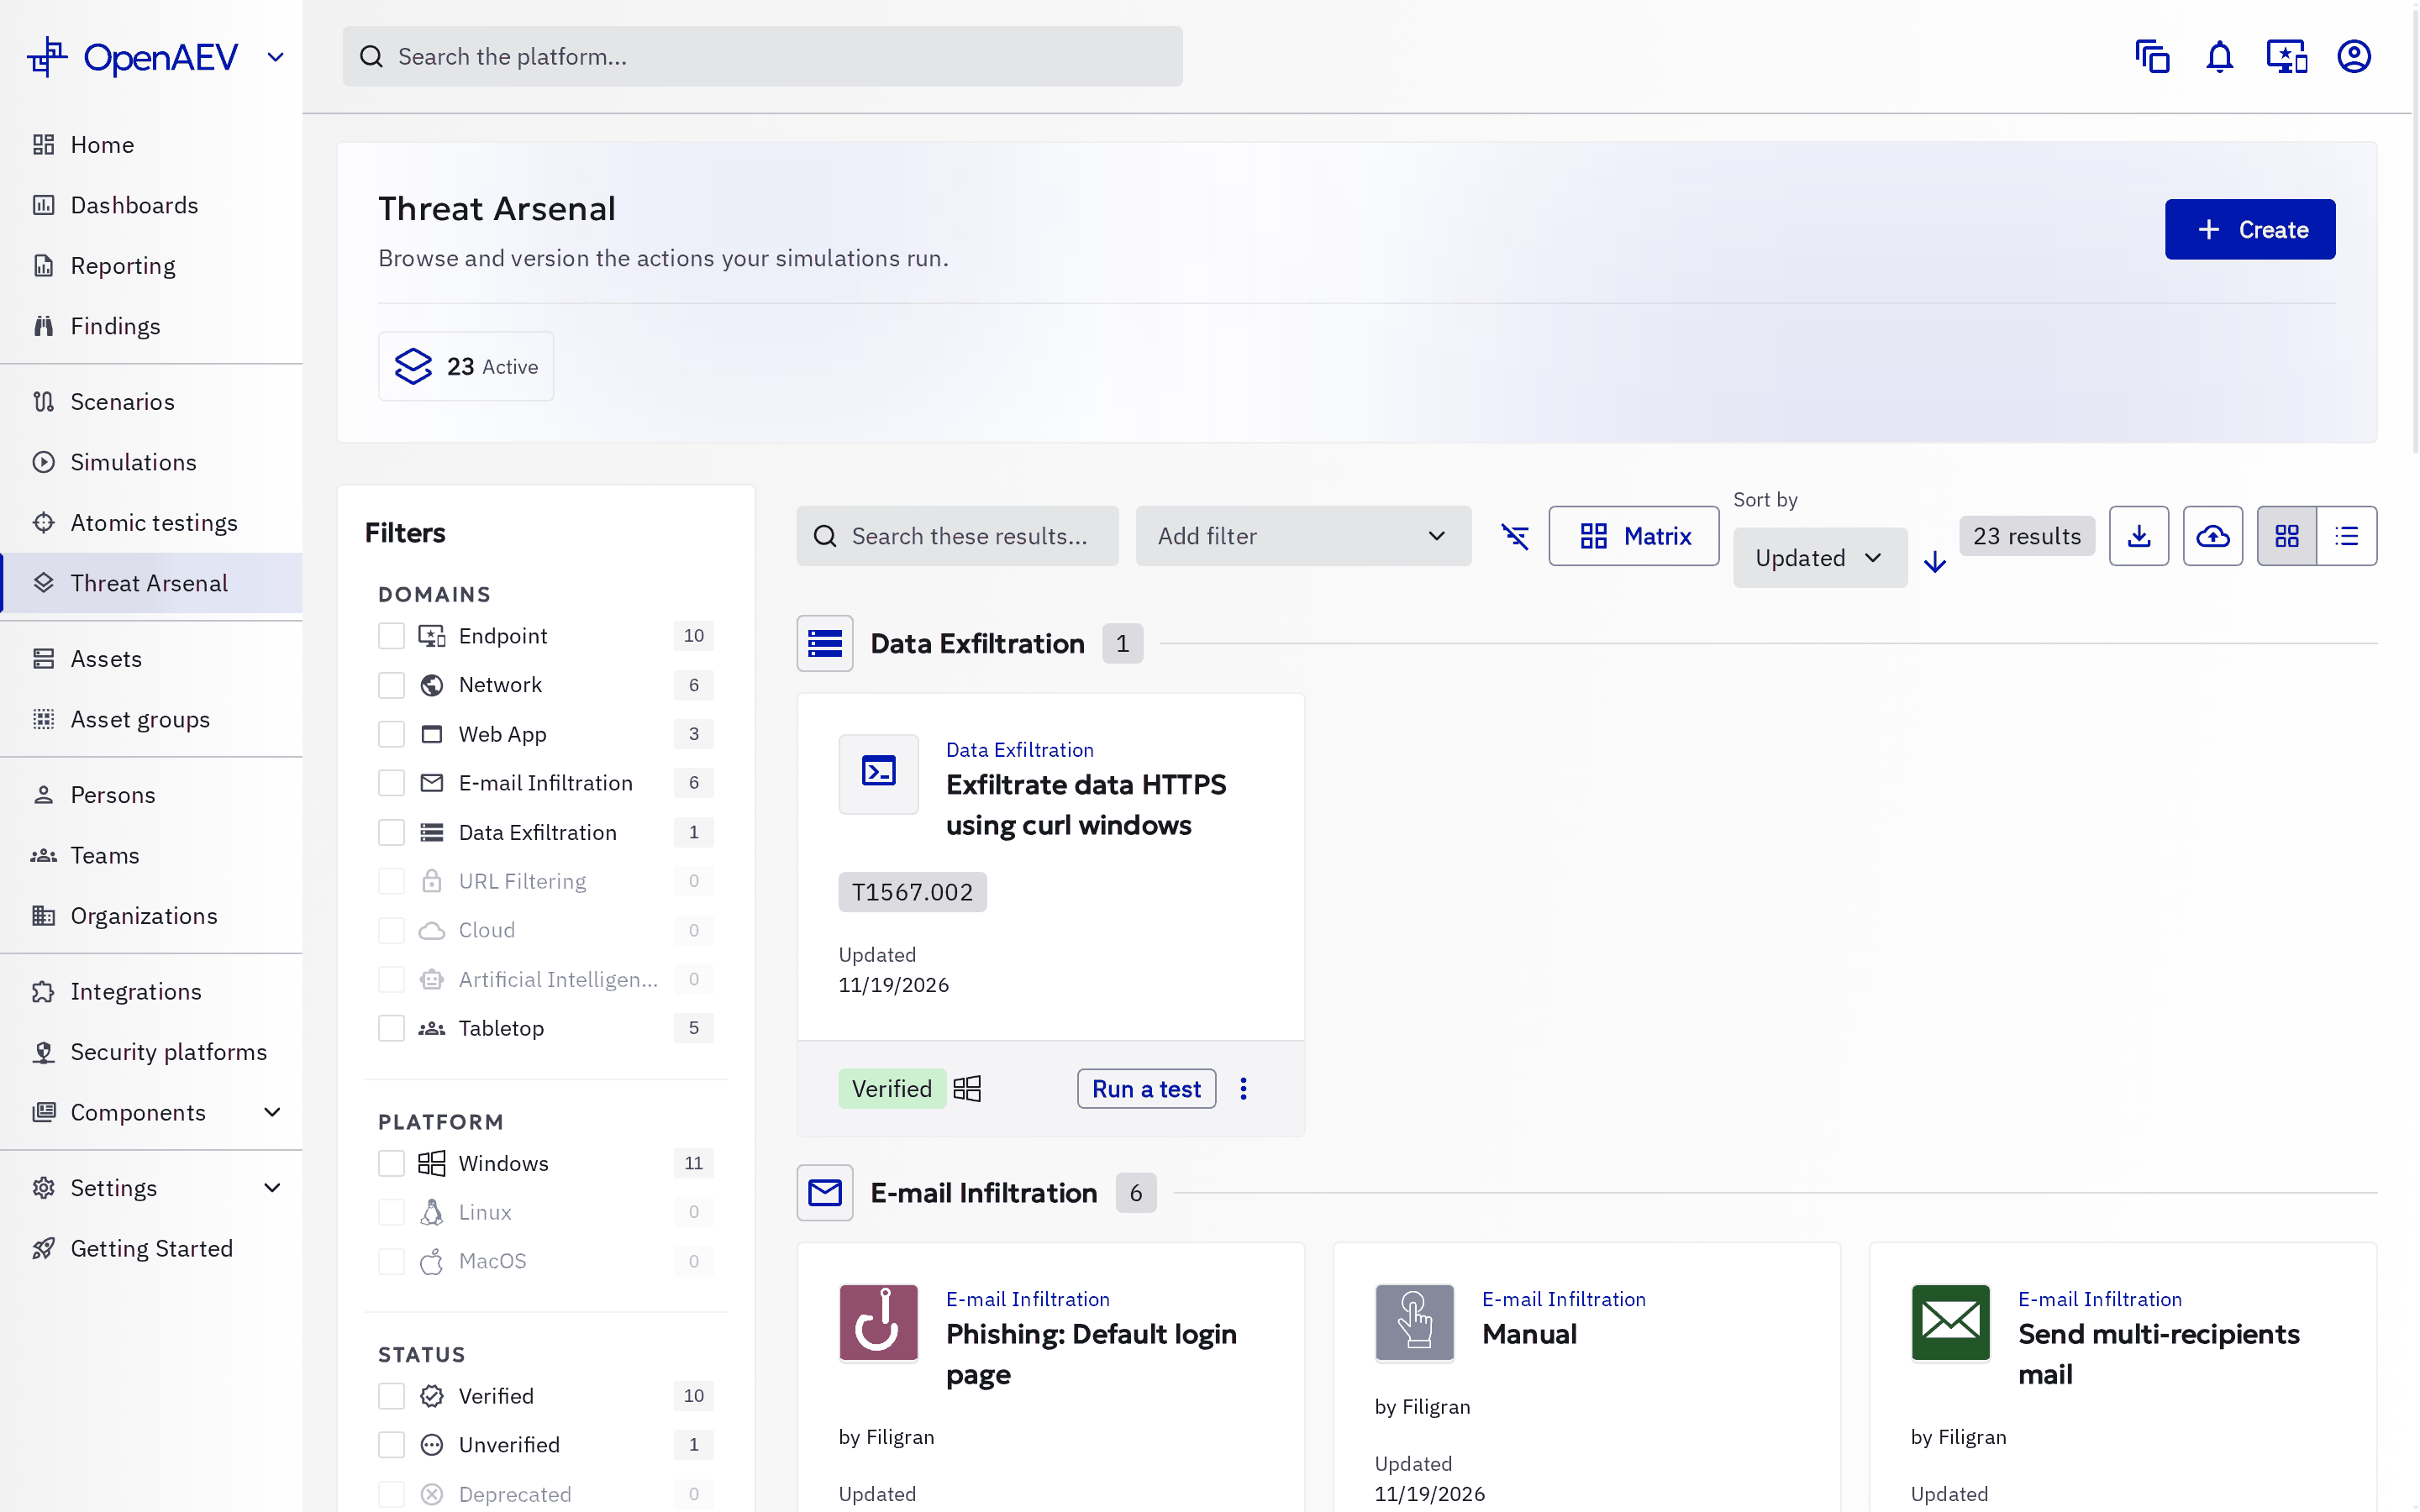 OpenAEV
Search the platform...
Home
Dashboards
Reporting
Findings
Scenarios
Simulations
Atomic testings
Threat Arsenal
Assets
Asset groups
Persons
Teams
Organizations
Integrations
Security platforms
Components
Settings
Getting Started
Threat Arsenal
Browse and version the actions your simulations run.
Create
23 Active
Filters
DOMAINS
Endpoint 10
Network 6
Web App 3
E-mail Infiltration 6
Data Exfiltration 1
URL Filtering 0
Cloud 0
Artificial Intelligen... 0
Tabletop 5
PLATFORM
Windows 11
Linux 0
MacOS 0
STATUS
Verified 10
Unverified 1
Deprecated 0
Search these results...
Add filter
Matrix
Sort by
Updated
23 results
Data Exfiltration 1
Data Exfiltration
Exfiltrate data HTTPS
using curl windows
T1567.002
Updated
11/19/2026
Verified
Run a test
E-mail Infiltration 6
E-mail Infiltration
Phishing: Default login
page
by Filigran
Updated
E-mail Infiltration
Manual
by Filigran
Updated
11/19/2026
E-mail Infiltration
Send multi-recipients
mail
by Filigran
Updated